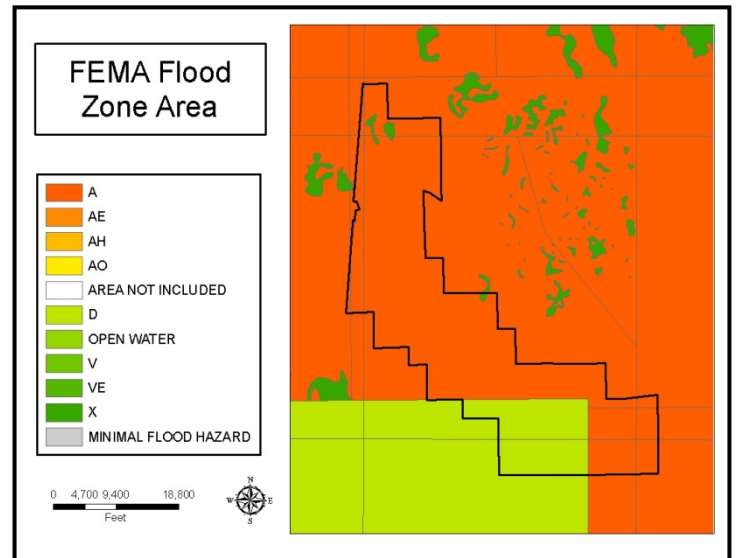 FEMA Flood
Zone Area
A
AE
AH
AO
AREA NOT INCLUDED
D
OPEN WATER
V
VE
X
MINIMAL FLOOD HAZARD
0 4,700 9,400 18,800
Feet
N
W E
S